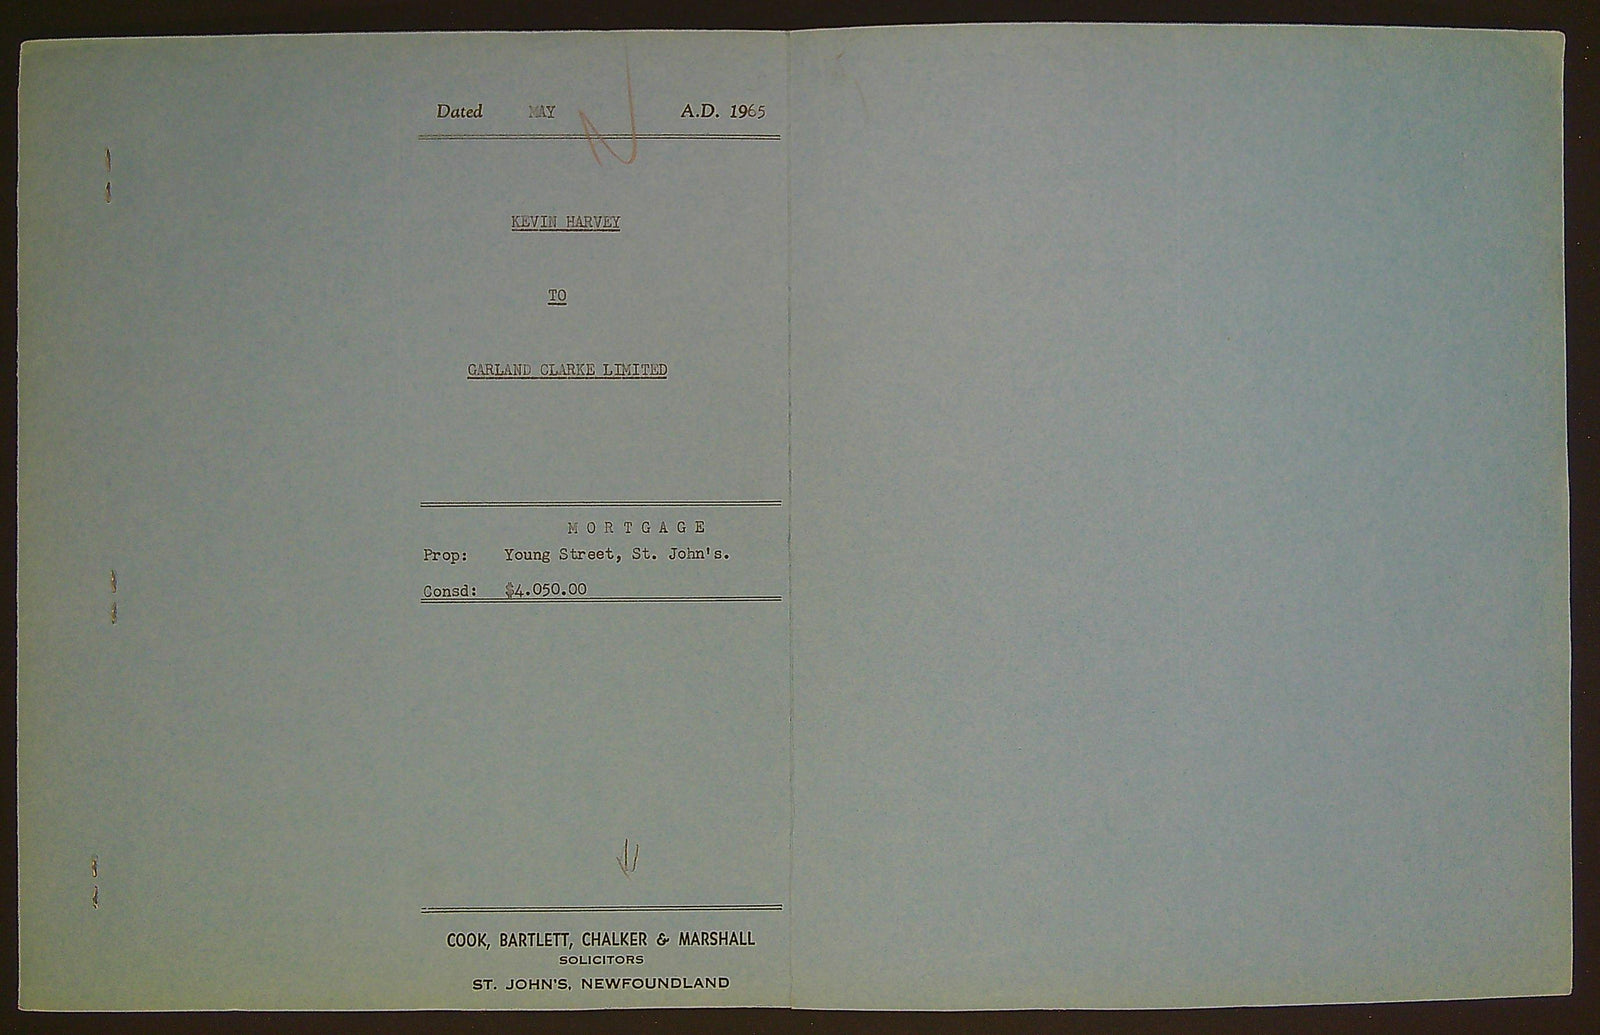 Dated MAY A.D. 1965
KEVIN HARVEY
TO
GARLAND CLARKE LIMITED
MORTGAGE
Prop: Young Street, St. John's.
Consd: $4.050.00
COOK, BARTLETT, CHALKER & MARSHALL
SOLICITORS
ST. JOHN'S, NEWFOUNDLAND